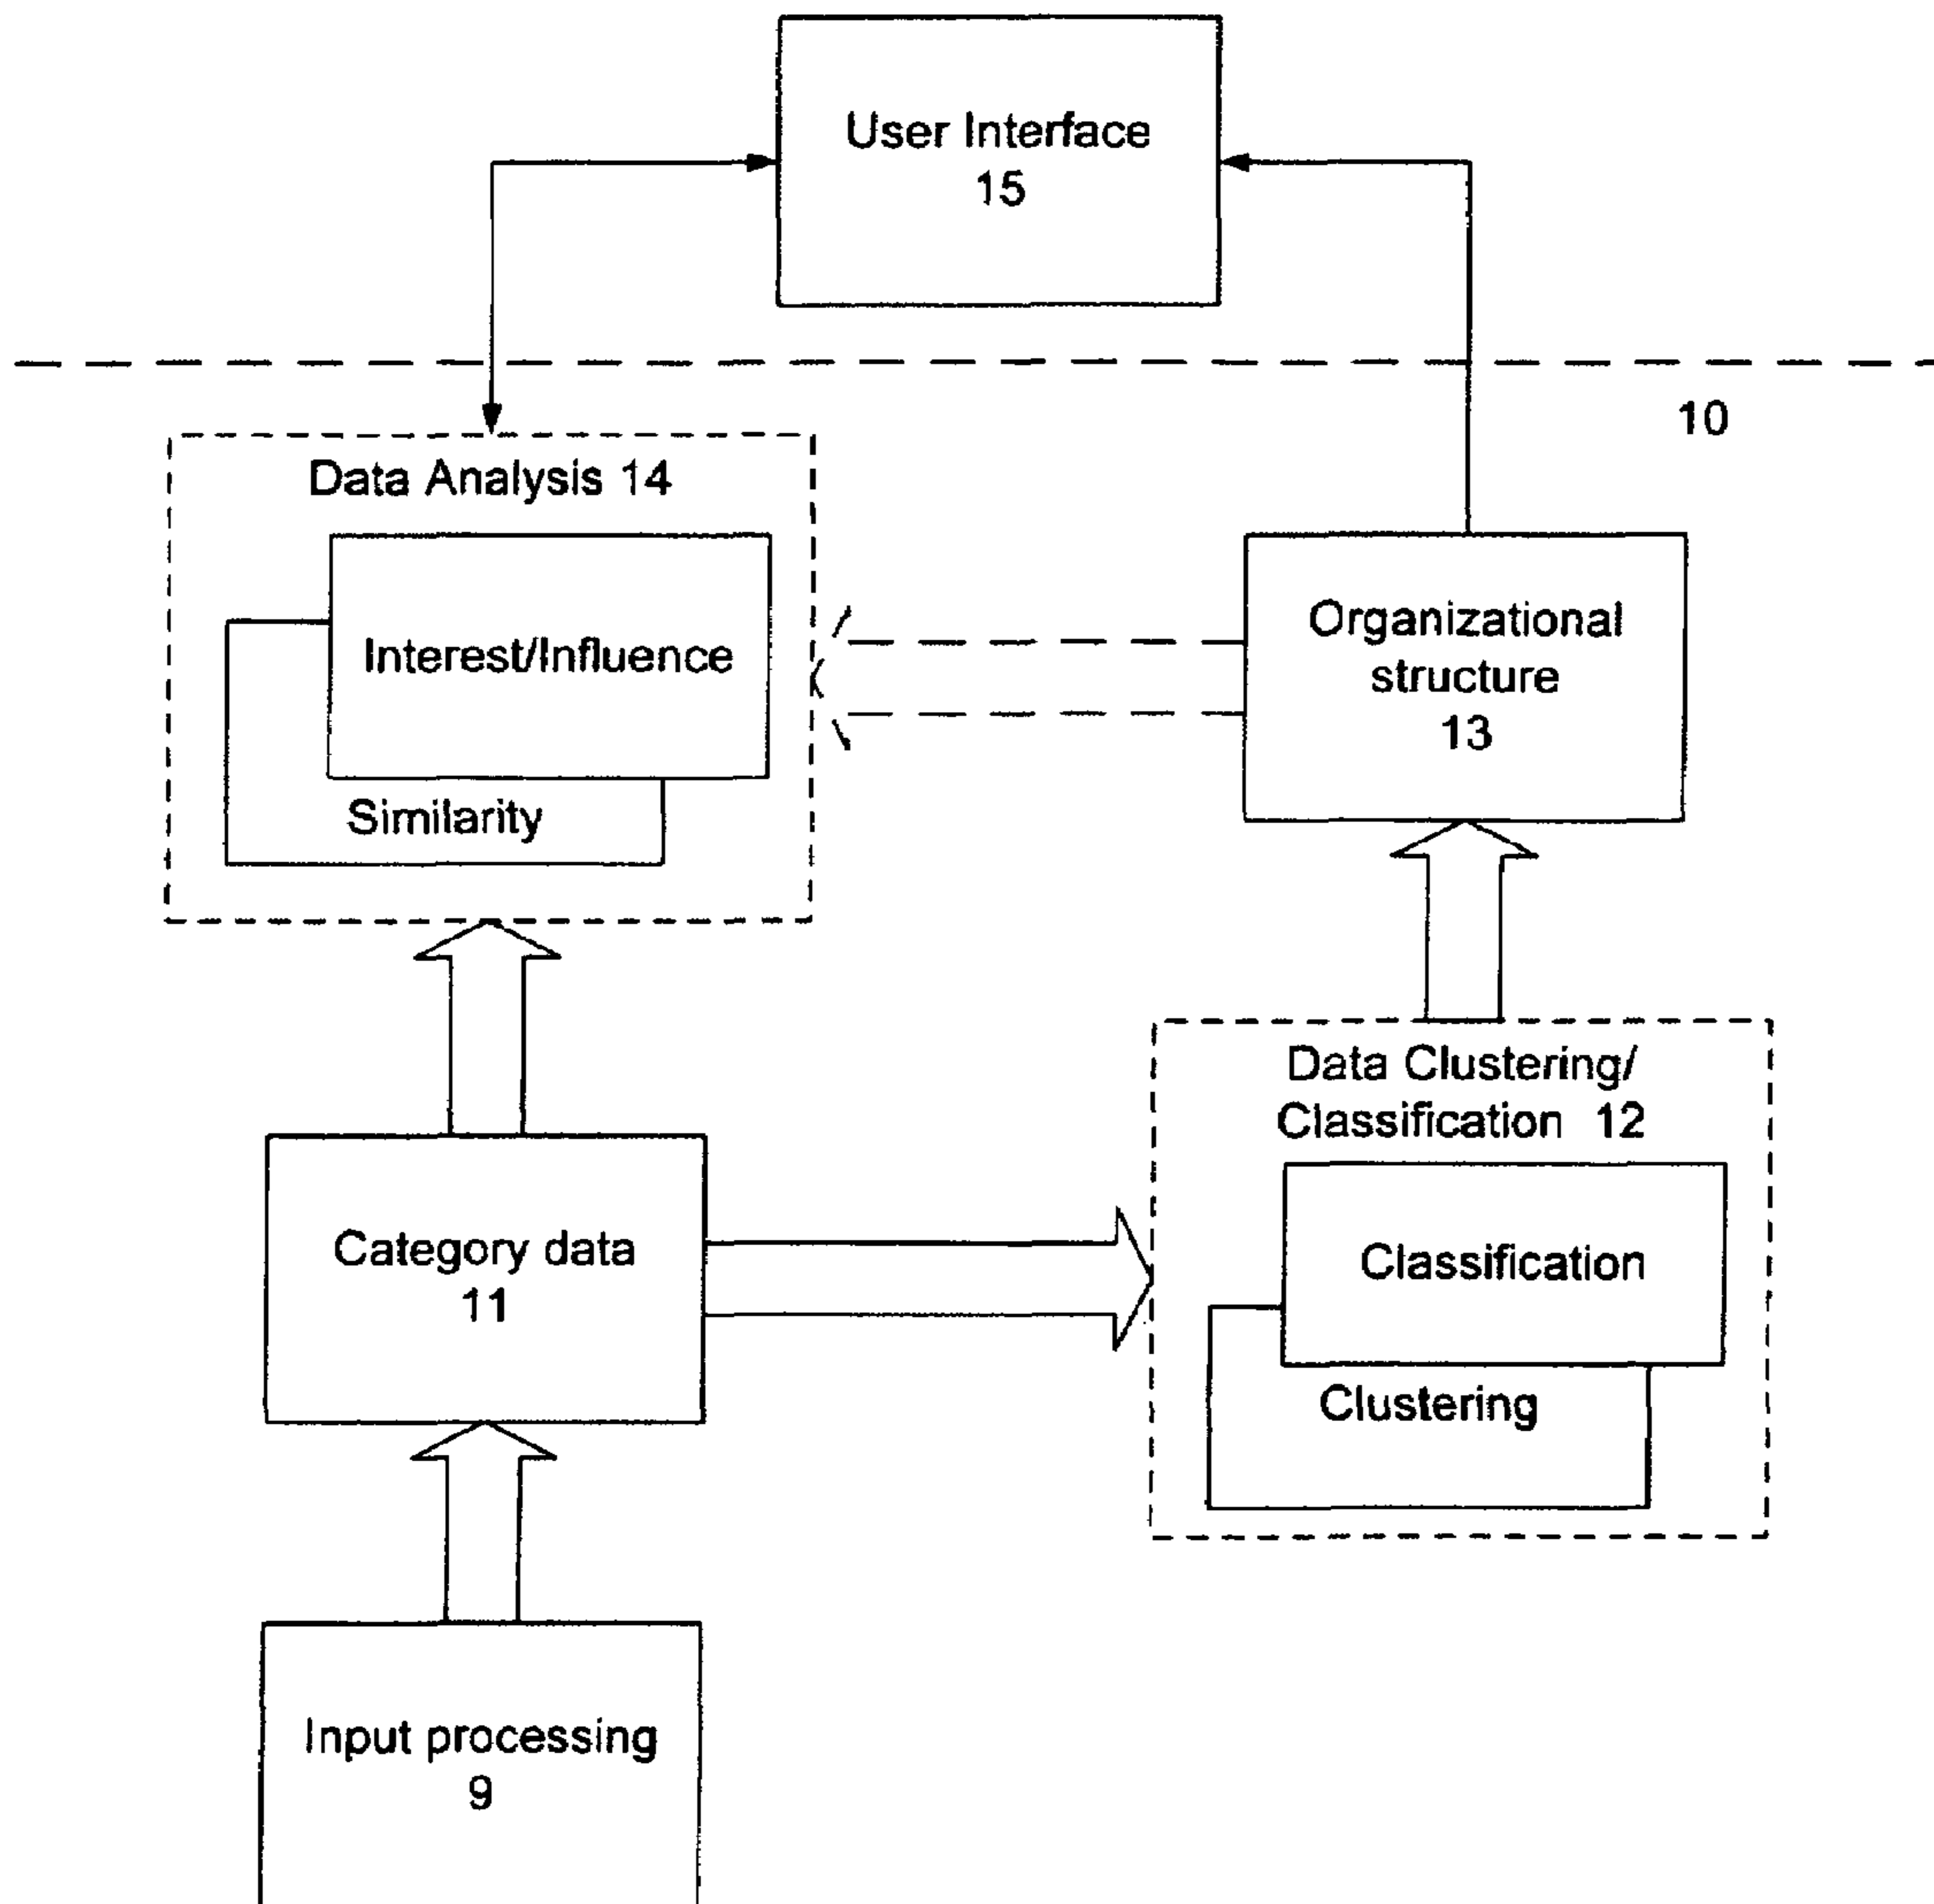 User Interface
15
10
Data Analysis 14
Interest/Influence
Similarity
Organizational
structure
13
Data Clustering/
Classification 12
Classification
Clustering
Category data
11
Input processing
9